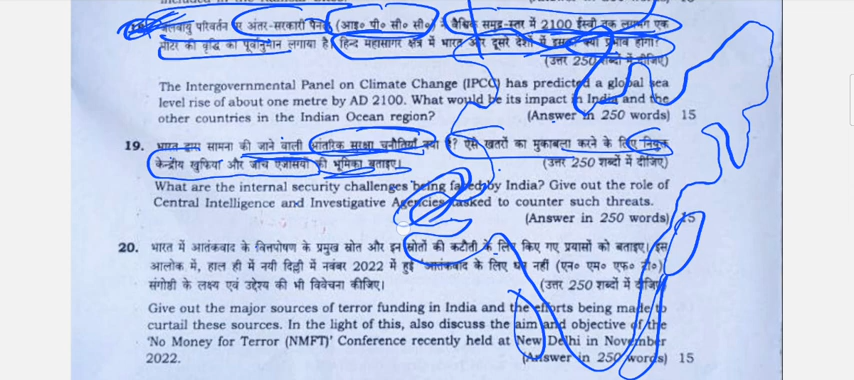 जलवायु परिवर्तन पर अंतर-सरकारी पैनल (आइ० पी० सी० सी०) ने वैश्विक समुद्र-स्तर में 2100 ईस्वी तक लगभग एक
मीटर की वृद्धि का पूर्वानुमान लगाया है। हिन्द महासागर क्षेत्र में भारत और दूसरे देशों में इसका क्या प्रभाव होगा?
(उत्तर 250 शब्दों में दीजिए)
The Intergovernmental Panel on Climate Change (IPCC) has predicted a global sea
level rise of about one metre by AD 2100. What would be its impact in India and the
other countries in the Indian Ocean region?
(Answer in 250 words) 15
19. भारत द्वारा सामना की जाने वाली आंतरिक सुरक्षा चुनौतियाँ क्या हैं? ऐसे खतरों का मुकाबला करने के लिए नियुक्त
केन्द्रीय खुफिया और जाँच एजेंसियों की भूमिका बताइए।
(उत्तर 250 शब्दों में दीजिए)
What are the internal security challenges being faced by India? Give out the role of
Central Intelligence and Investigative Agencies tasked to counter such threats.
(Answer in 250 words) 15
20. भारत में आतंकवाद के वित्तपोषण के प्रमुख स्रोत और इन स्रोतों की कटौती के लिए किए गए प्रयासों को बताइए। इस
आलोक में, हाल ही में नयी दिल्ली में नवंबर 2022 में हुई 'आतंकवाद के लिए धन नहीं (एन० एम० एफ० टी०)
संगोष्ठी के लक्ष्य एवं उद्देश्य की भी विवेचना कीजिए।
(उत्तर 250 शब्दों में दीजिए)
Give out the major sources of terror funding in India and the efforts being made to
curtail these sources. In the light of this, also discuss the aim and objective of the
'No Money for Terror (NMFT)' Conference recently held at New Delhi in November
2022.
(Answer in 250 words) 15